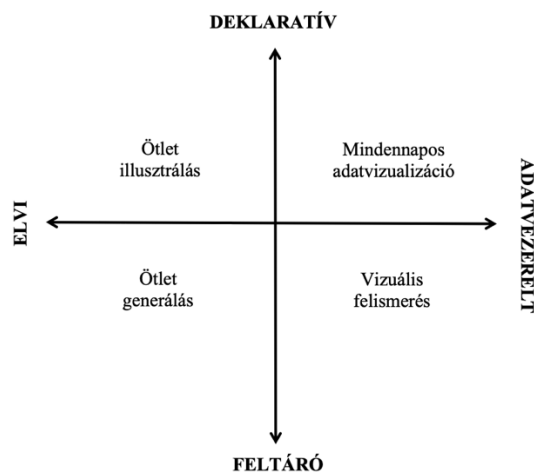 DEKLARATÍV
Ötlet
illusztrálás
Mindennapos
adatvizualizáció
ELVI
ADATVEZERELT
Ötlet
generálás
Vizuális
felismerés
FELTÁRÓ